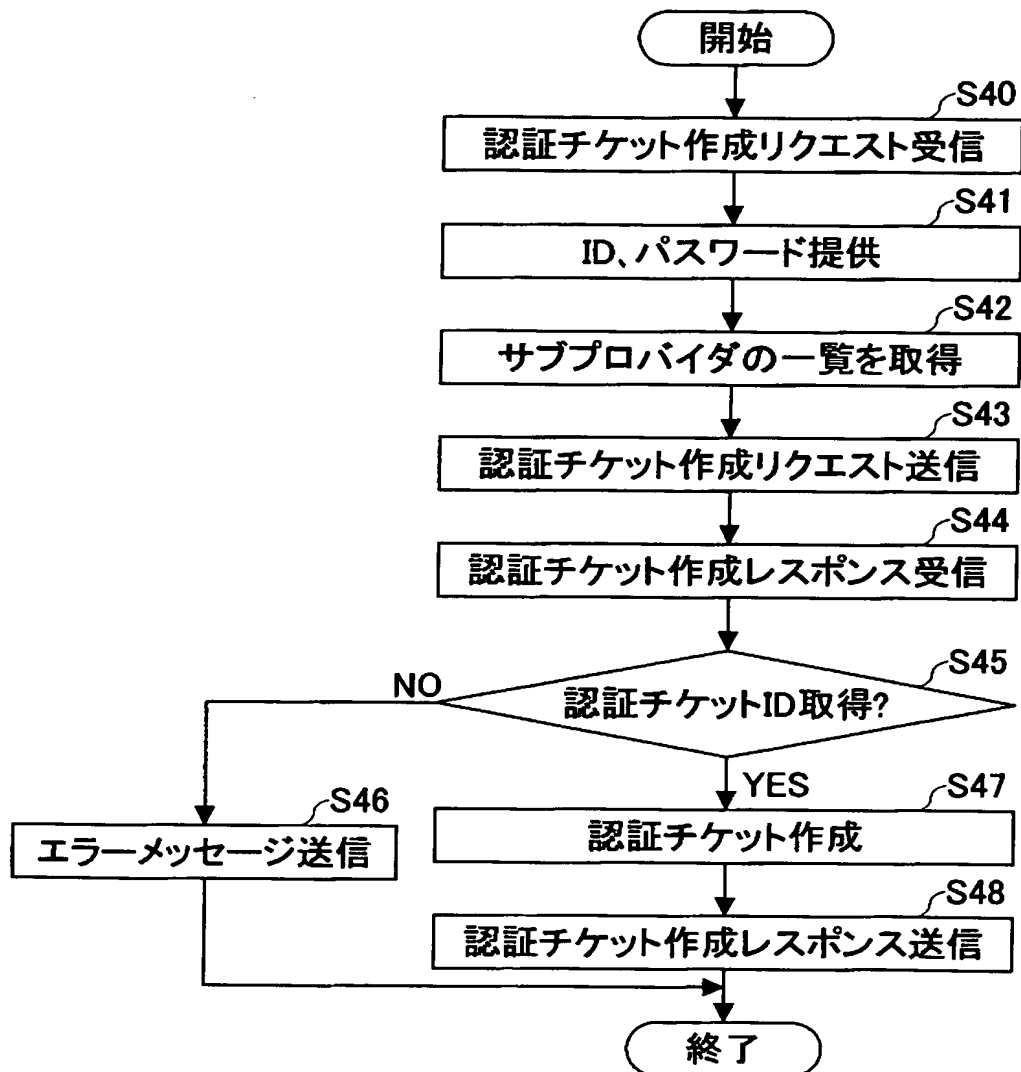 開始
S40
認証チケット作成リクエスト受信
S41
ID、パスワード提供
S42
サブプロバイダの一覧を取得
S43
認証チケット作成リクエスト送信
S44
認証チケット作成レスポンス受信
S45
NO
認証チケットID取得?
YES
S47
S46
認証チケット作成
エラーメッセージ送信
S48
認証チケット作成レスポンス送信
終了